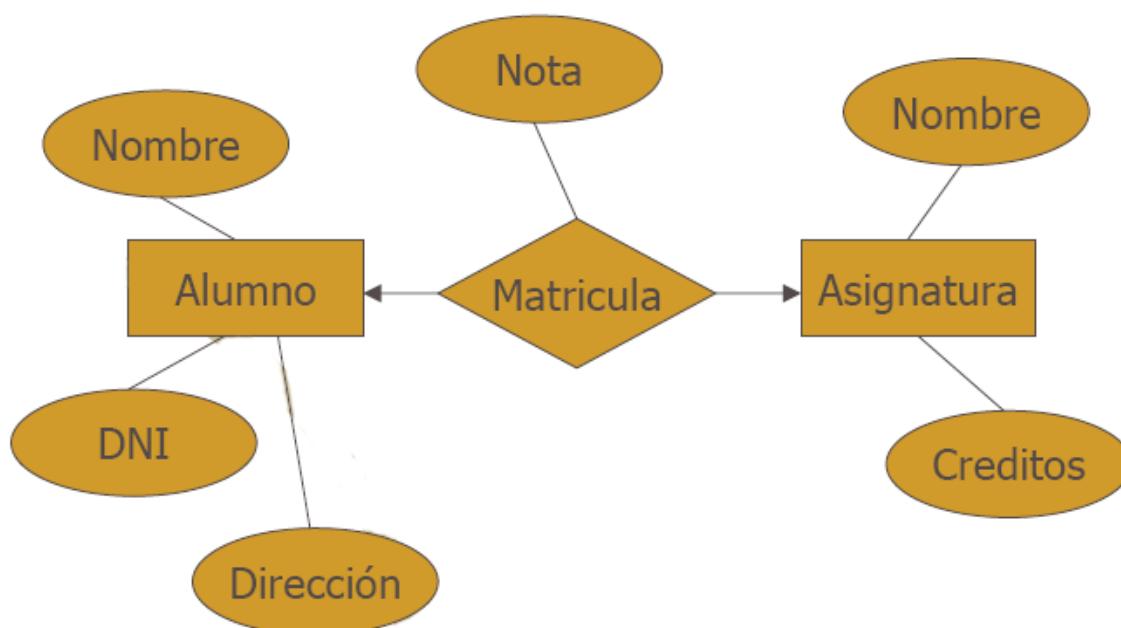 Nota
Nombre
Nombre
Alumno
Matricula
Asignatura
DNI
Creditos
Dirección